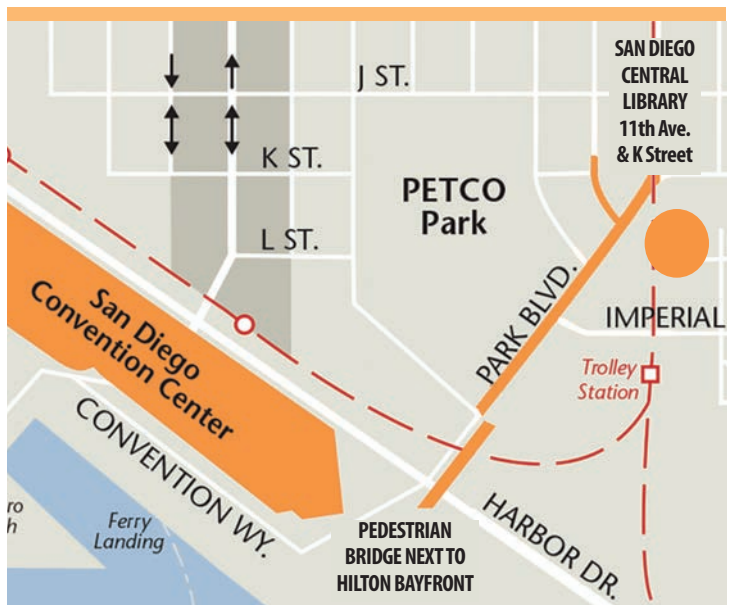 SAN DIEGO
CENTRAL
LIBRARY
11th Ave.
& K Street
J ST.
K ST.
PETCO
Park
L ST.
PARK BLVD.
IMPERIAL
San Diego
Convention Center
Trolley
Station
CONVENTION WY.
HARBOR DR.
ro
h
Ferry
Landing
PEDESTRIAN
BRIDGE NEXT TO
HILTON BAYFRONT